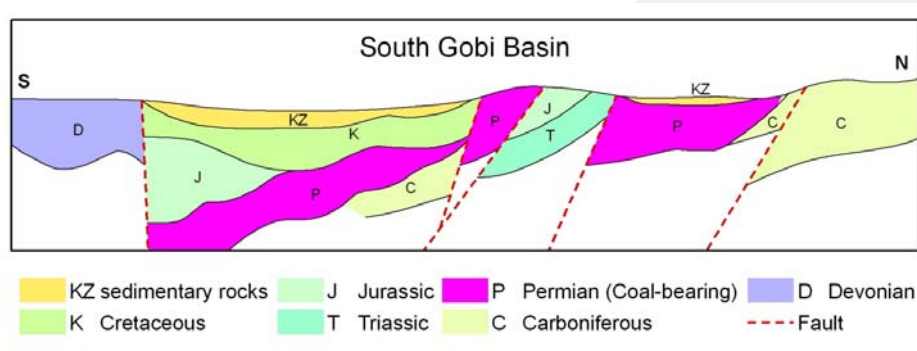 South Gobi Basin
S
N
KZ
KZ
D
K
P
J
T
P
C
C
J
P
C
KZ sedimentary rocks
J Jurassic
P Permian (Coal-bearing)
D Devonian
K Cretaceous
T Triassic
C Carboniferous
Fault